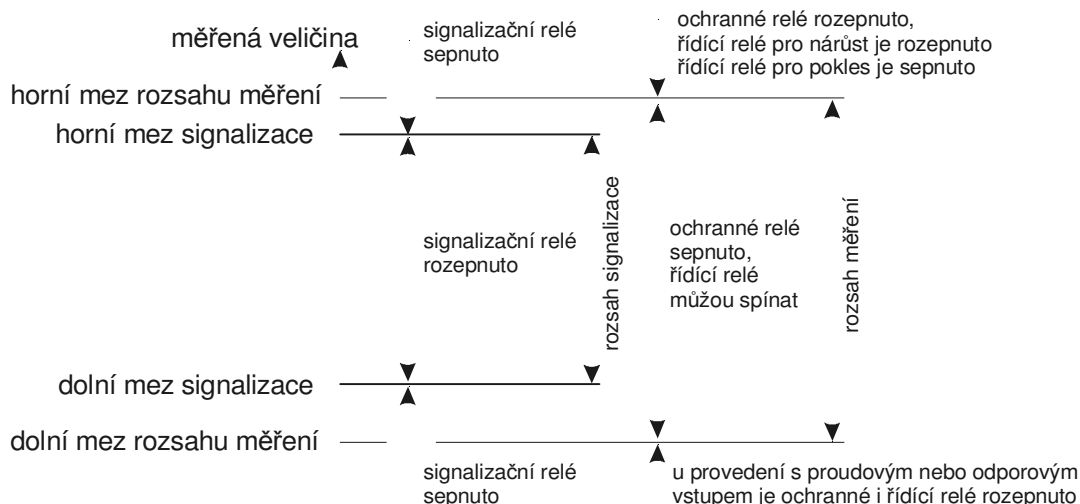 měřená veličina
signalizační relé
sepnuto
ochranné relé rozepnuto,
řídící relé pro nárůst je rozepnuto
řídící relé pro pokles je sepnuto
horní mez rozsahu měření
horní mez signalizace
signalizační relé
rozepnuto
rozsah signalizace
ochranné relé
sepnuto,
řídící relé
můžou spínat
rozsah měření
dolní mez signalizace
dolní mez rozsahu měření
signalizační relé
sepnuto
u provedení s proudovým nebo odporovým
vstupem je ochranné i řídící relé rozepnuto